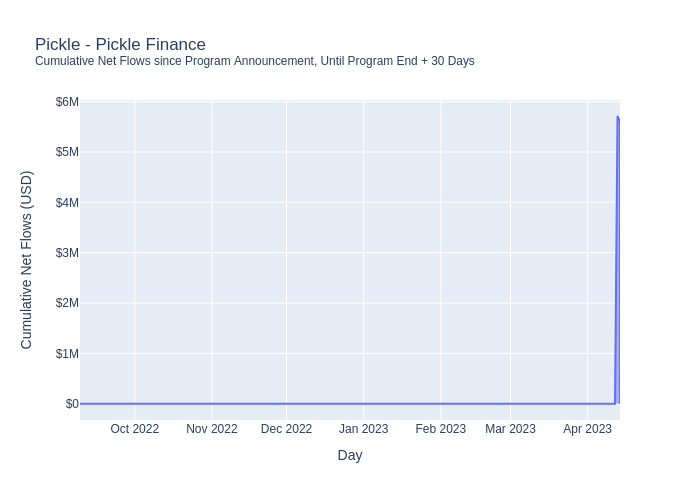 Pickle - Pickle Finance
Cumulative Net Flows since Program Announcement, Until Program End + 30 Days
Cumulative Net Flows (USD)
$6M
$5M
$4M
$3M
$2M
$1M
$0
Oct 2022 Nov 2022 Dec 2022 Jan 2023 Feb 2023 Mar 2023 Apr 2023
Day